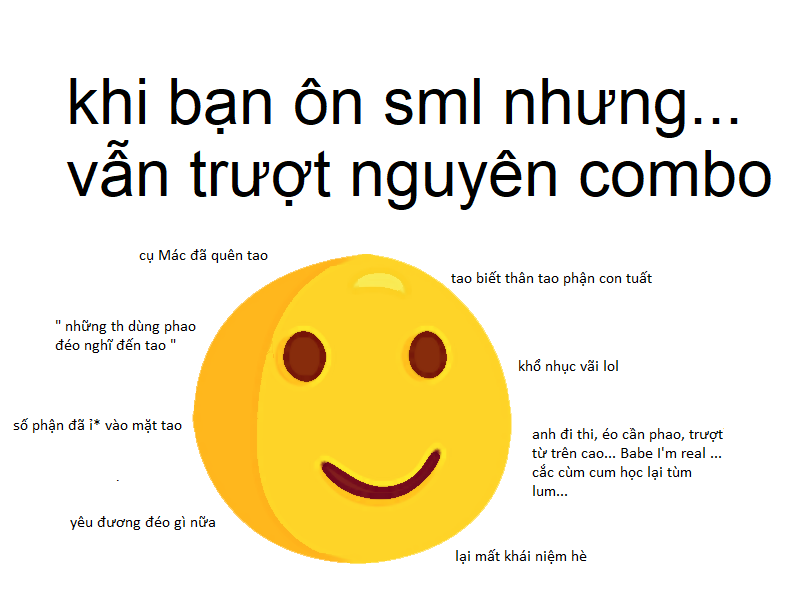 khi bạn ôn sml nhưng...
vẫn trượt nguyên combo
cụ Mác đã quên tao
tao biết thân tao phận con tuất
" những th dùng phao
đéo nghĩ đến tao "
khổ nhục vãi lol
số phận đã ỉ* vào mặt tao
anh đi thi, éo cần phao, trượt
từ trên cao... Babe I'm real ...
cắc cùm cum học lại tùm
lum...
.
yêu đương đéo gì nữa
lại mất khái niệm hè